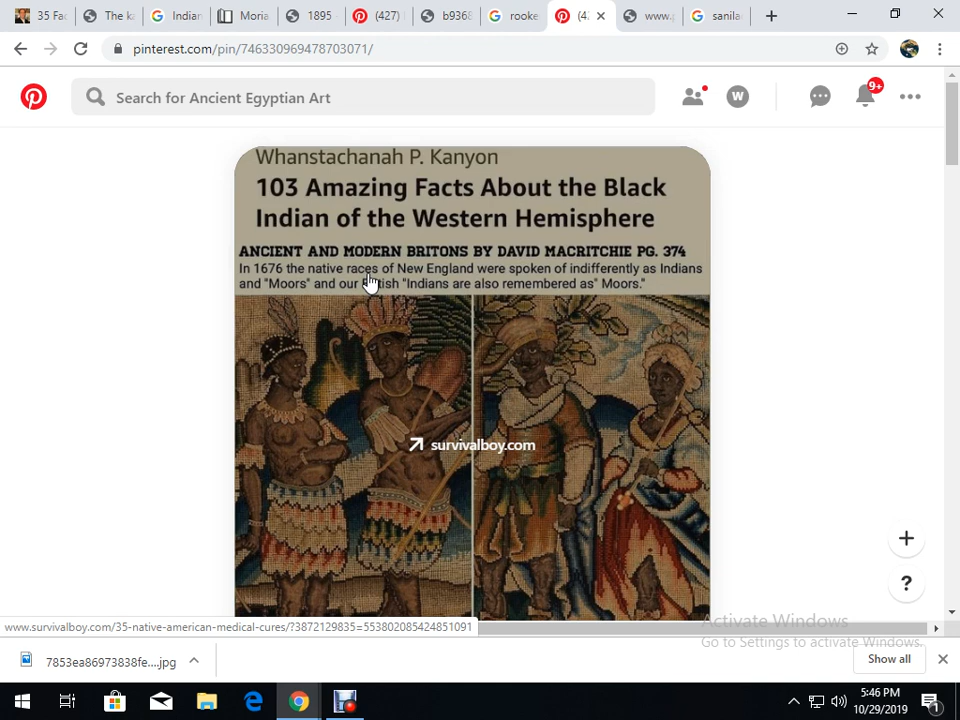 35 Fac
The ka
Indian
Moria
1895
(427)
b9368
rooke
(42
www.p
sanila
pinterest.com/pin/746330969478703071/
Search for Ancient Egyptian Art
W
9+
Whanstachanah P. Kanyon
103 Amazing Facts About the Black
Indian of the Western Hemisphere
ANCIENT AND MODERN BRITONS BY DAVID MACRITCHIE PG. 374
In 1676 the native races of New England were spoken of indifferently as Indians
and "Moors" and our British "Indians are also remembered as" Moors."
survivalboy.com
www.survivalboy.com/35-native-american-medical-cures/?3872129835=553802085424851091
Activate Windows
Go to Settings to activate Windows.
7853ea86973838fe....jpg
Show all
5:46 PM
10/29/2019
1